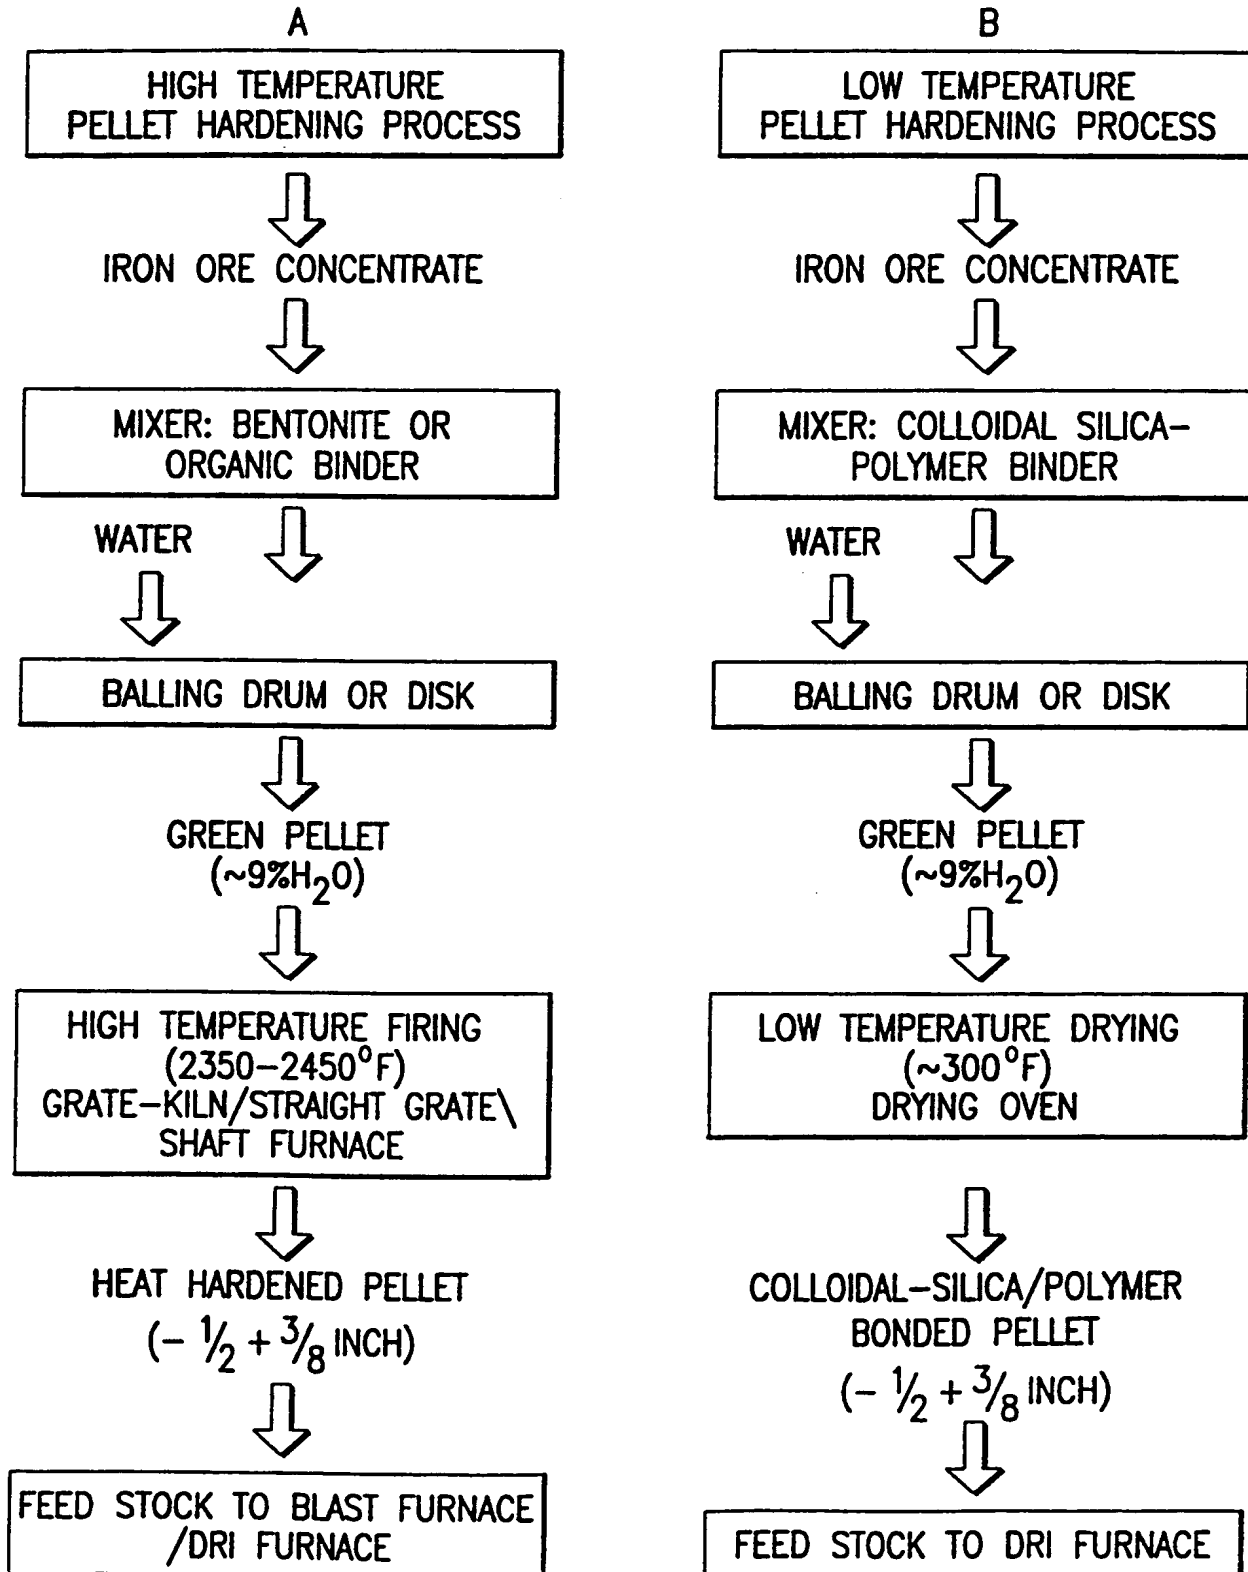 A
HIGH TEMPERATURE
PELLET HARDENING PROCESS
IRON ORE CONCENTRATE
MIXER: BENTONITE OR
ORGANIC BINDER
WATER
BALLING DRUM OR DISK
GREEN PELLET
(~9%H₂O)
HIGH TEMPERATURE FIRING
(2350–2450°F)
GRATE–KILN/STRAIGHT GRATE\
SHAFT FURNACE
HEAT HARDENED PELLET
(– 1/2 + 3/8 INCH)
FEED STOCK TO BLAST FURNACE
/DRI FURNACE
B
LOW TEMPERATURE
PELLET HARDENING PROCESS
IRON ORE CONCENTRATE
MIXER: COLLOIDAL SILICA–
POLYMER BINDER
WATER
BALLING DRUM OR DISK
GREEN PELLET
(~9%H₂O)
LOW TEMPERATURE DRYING
(~300°F)
DRYING OVEN
COLLOIDAL–SILICA/POLYMER
BONDED PELLET
(– 1/2 + 3/8 INCH)
FEED STOCK TO DRI FURNACE